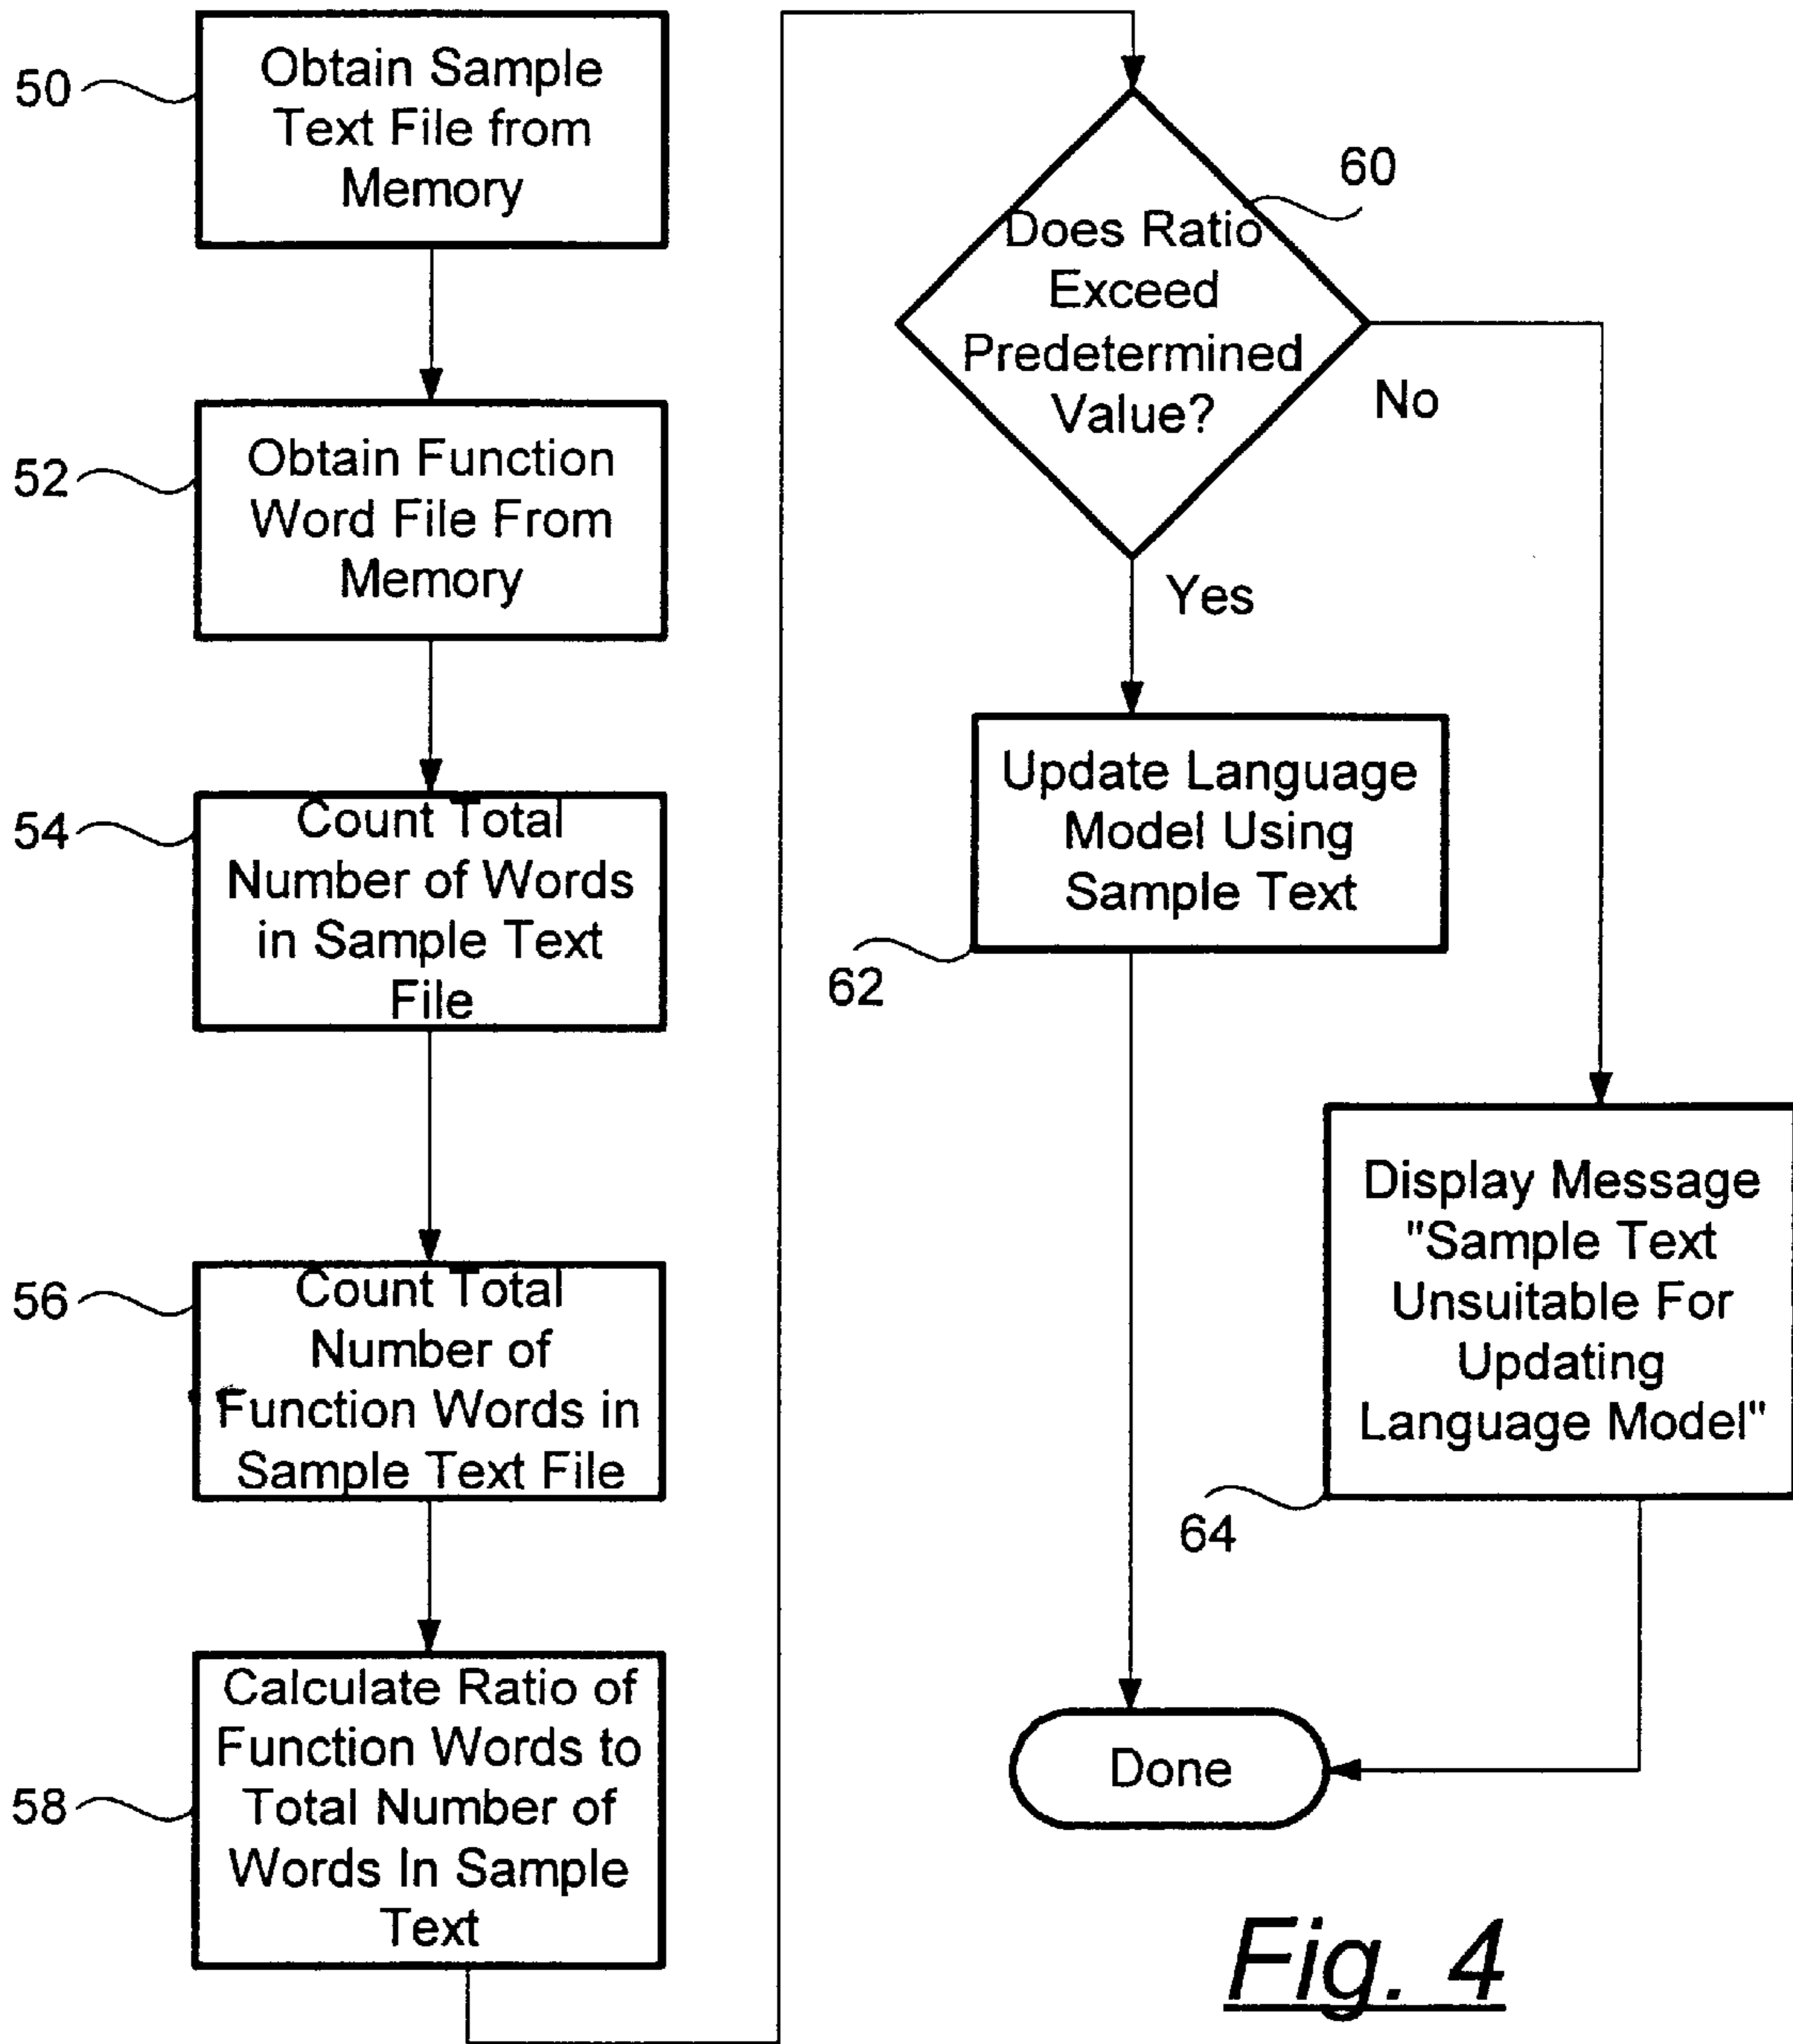 50
Obtain Sample
Text File from
Memory
52
Obtain Function
Word File From
Memory
54
Count Total
Number of Words
in Sample Text
File
56
Count Total
Number of
Function Words in
Sample Text File
58
Calculate Ratio of
Function Words to
Total Number of
Words In Sample
Text
60
Does Ratio
Exceed
Predetermined
Value?
No
Yes
Update Language
Model Using
Sample Text
62
Display Message
"Sample Text
Unsuitable For
Updating
Language Model"
64
Done
Fig. 4